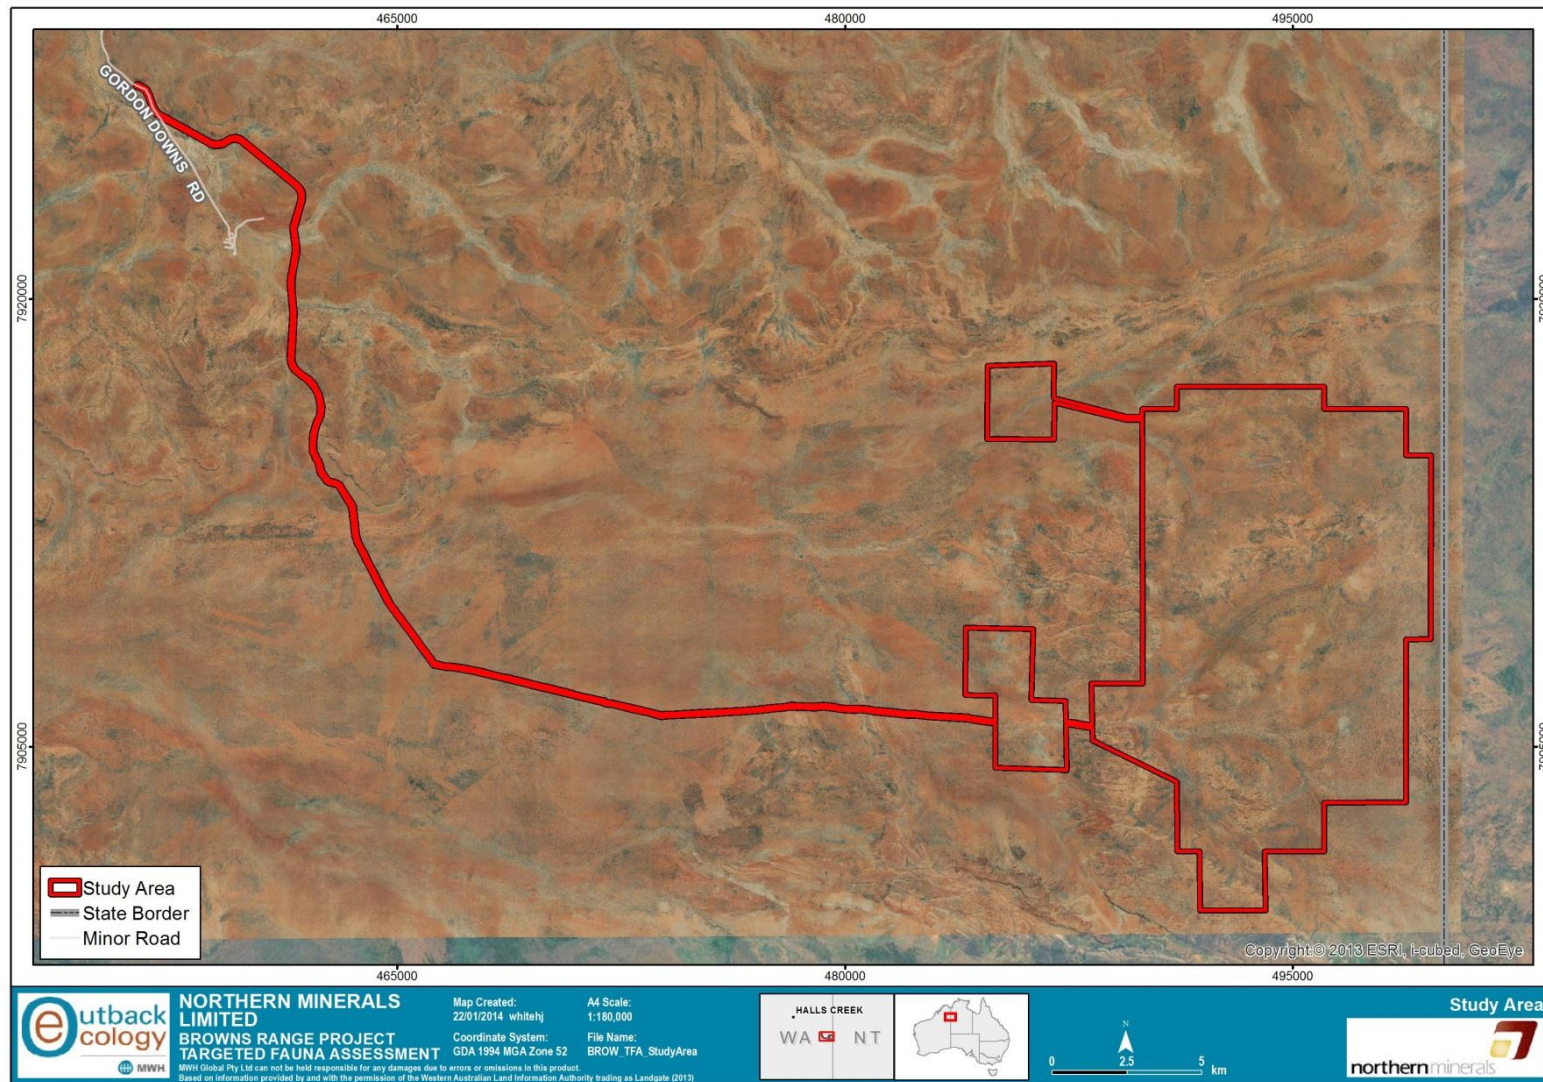 465000
480000
495000
GORDON DOWNS RD
7920000
7920000
7905000
7905000
Study Area
State Border
Minor Road
Copyright:© 2013 ESRI, i-cubed, GeoEye
465000
480000
495000
eutback
ecology
MWH
NORTHERN MINERALS
LIMITED
BROWNS RANGE PROJECT
TARGETED FAUNA ASSESSMENT
Map Created:
22/01/2014 whitehj
Coordinate System:
GDA 1994 MGA Zone 52
A4 Scale:
1:180,000
File Name:
BROW_TFA_StudyArea
MWH Global Pty Ltd can not be held responsible for any damages due to errors or omissions in this product.
Based on information provided by and with the permission of the Western Australian Land Information Authority trading as Landgate (2013)
HALLS CREEK
WA NT
N
0 2.5 5
km
Study Area
northern minerals